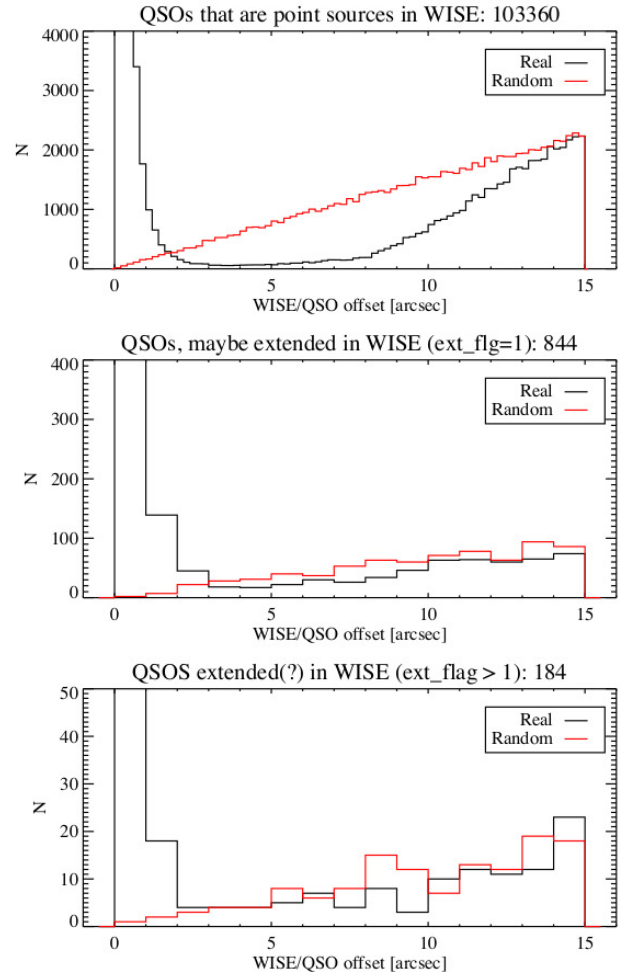 QSOs that are point sources in WISE: 103360
4000
3000
2000
1000
0
N
Real
Random
0 5 10 15
WISE/QSO offset [arcsec]
QSOs, maybe extended in WISE (ext_flg=1): 844
400
300
200
100
0
N
Real
Random
0 5 10 15
WISE/QSO offset [arcsec]
QSOS extended(?) in WISE (ext_flag > 1): 184
50
40
30
20
10
0
N
Real
Random
0 5 10 15
WISE/QSO offset [arcsec]